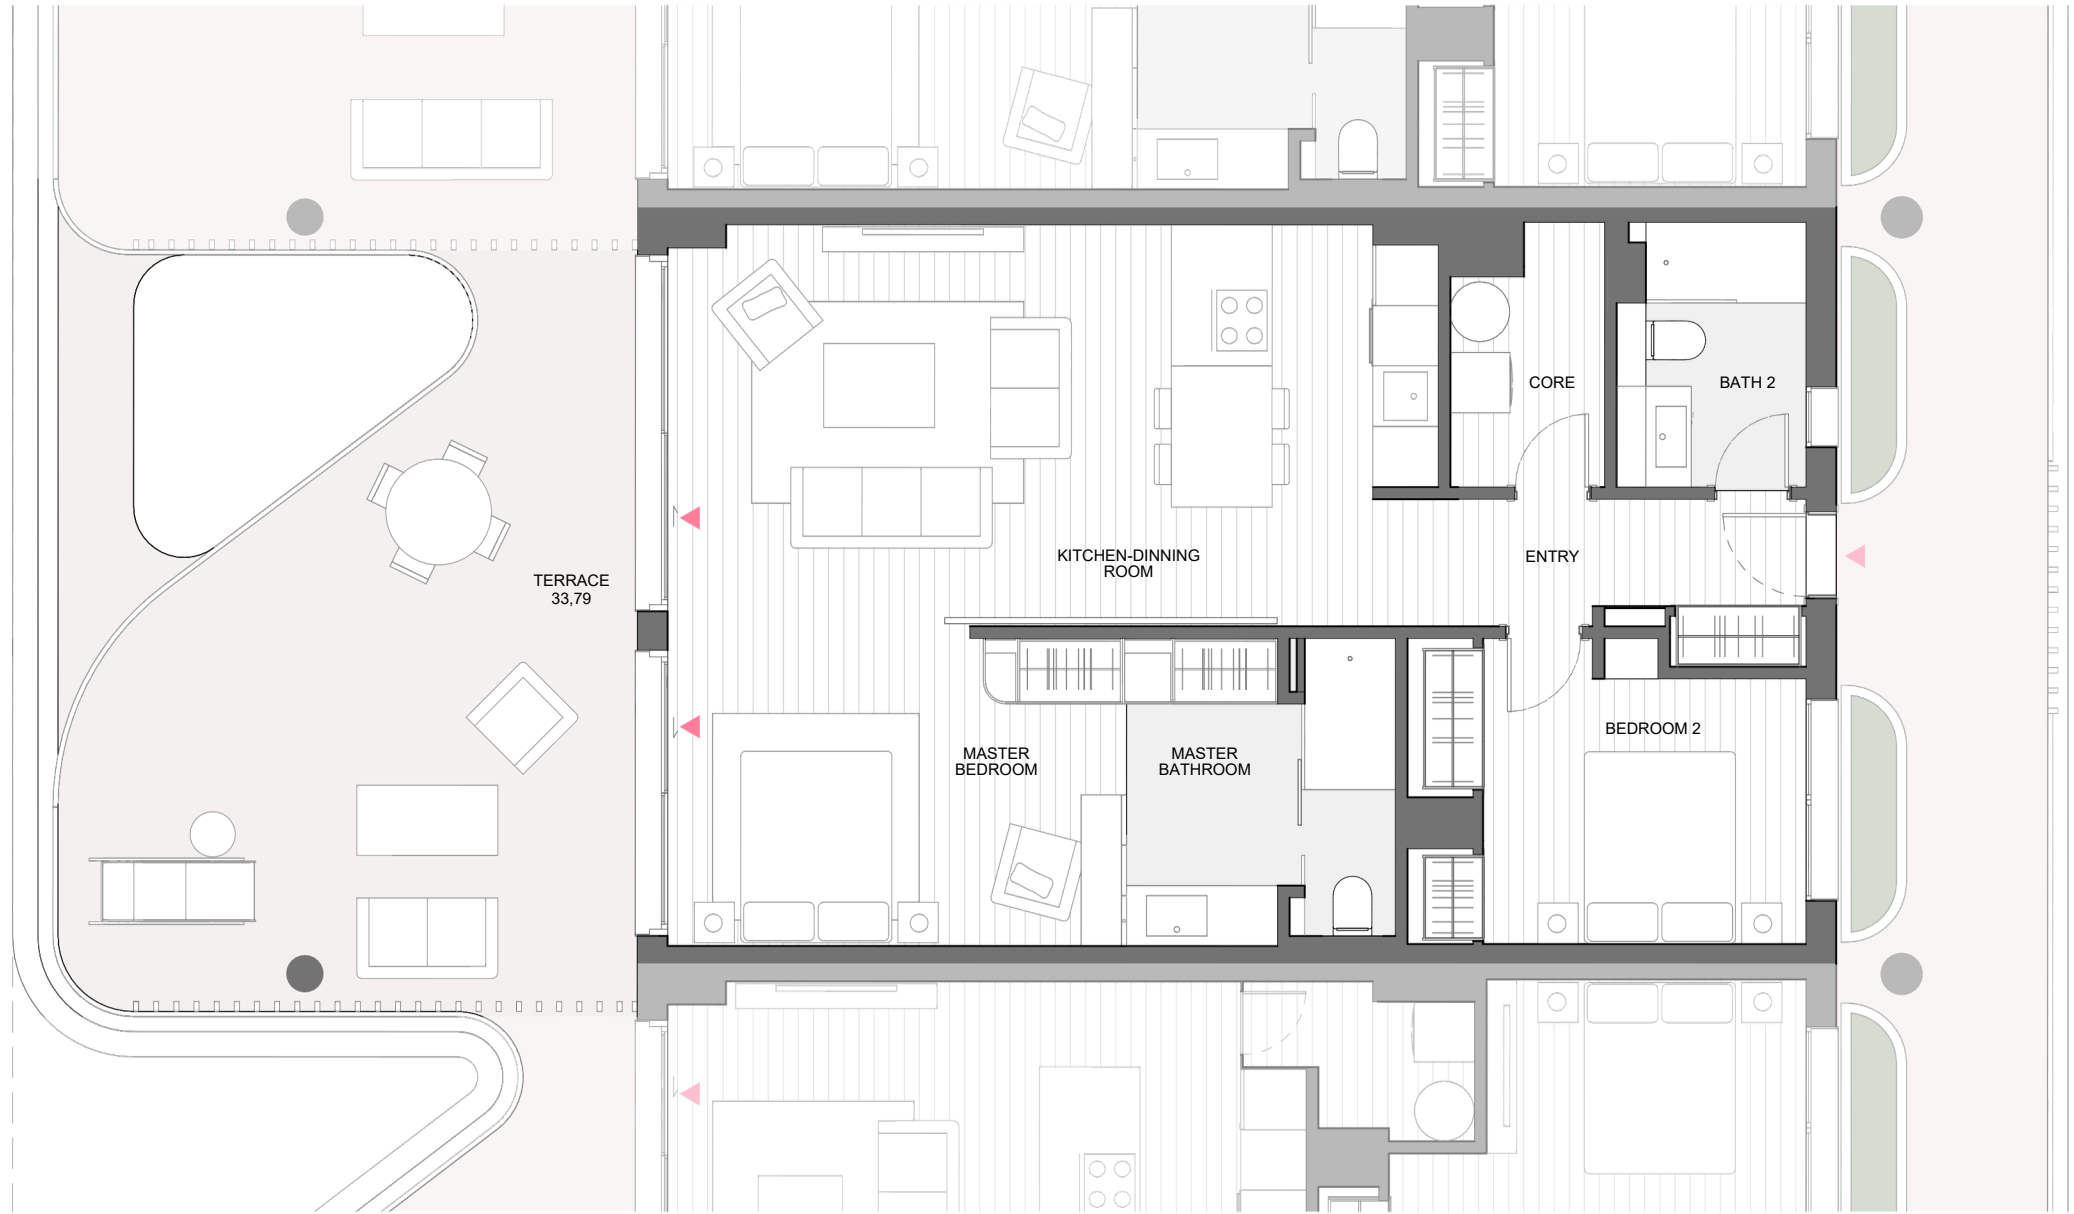 CORE
BATH 2
KITCHEN-DINNING
ROOM
ENTRY
TERRACE
33,79
BEDROOM 2
MASTER
BEDROOM
MASTER
BATHROOM